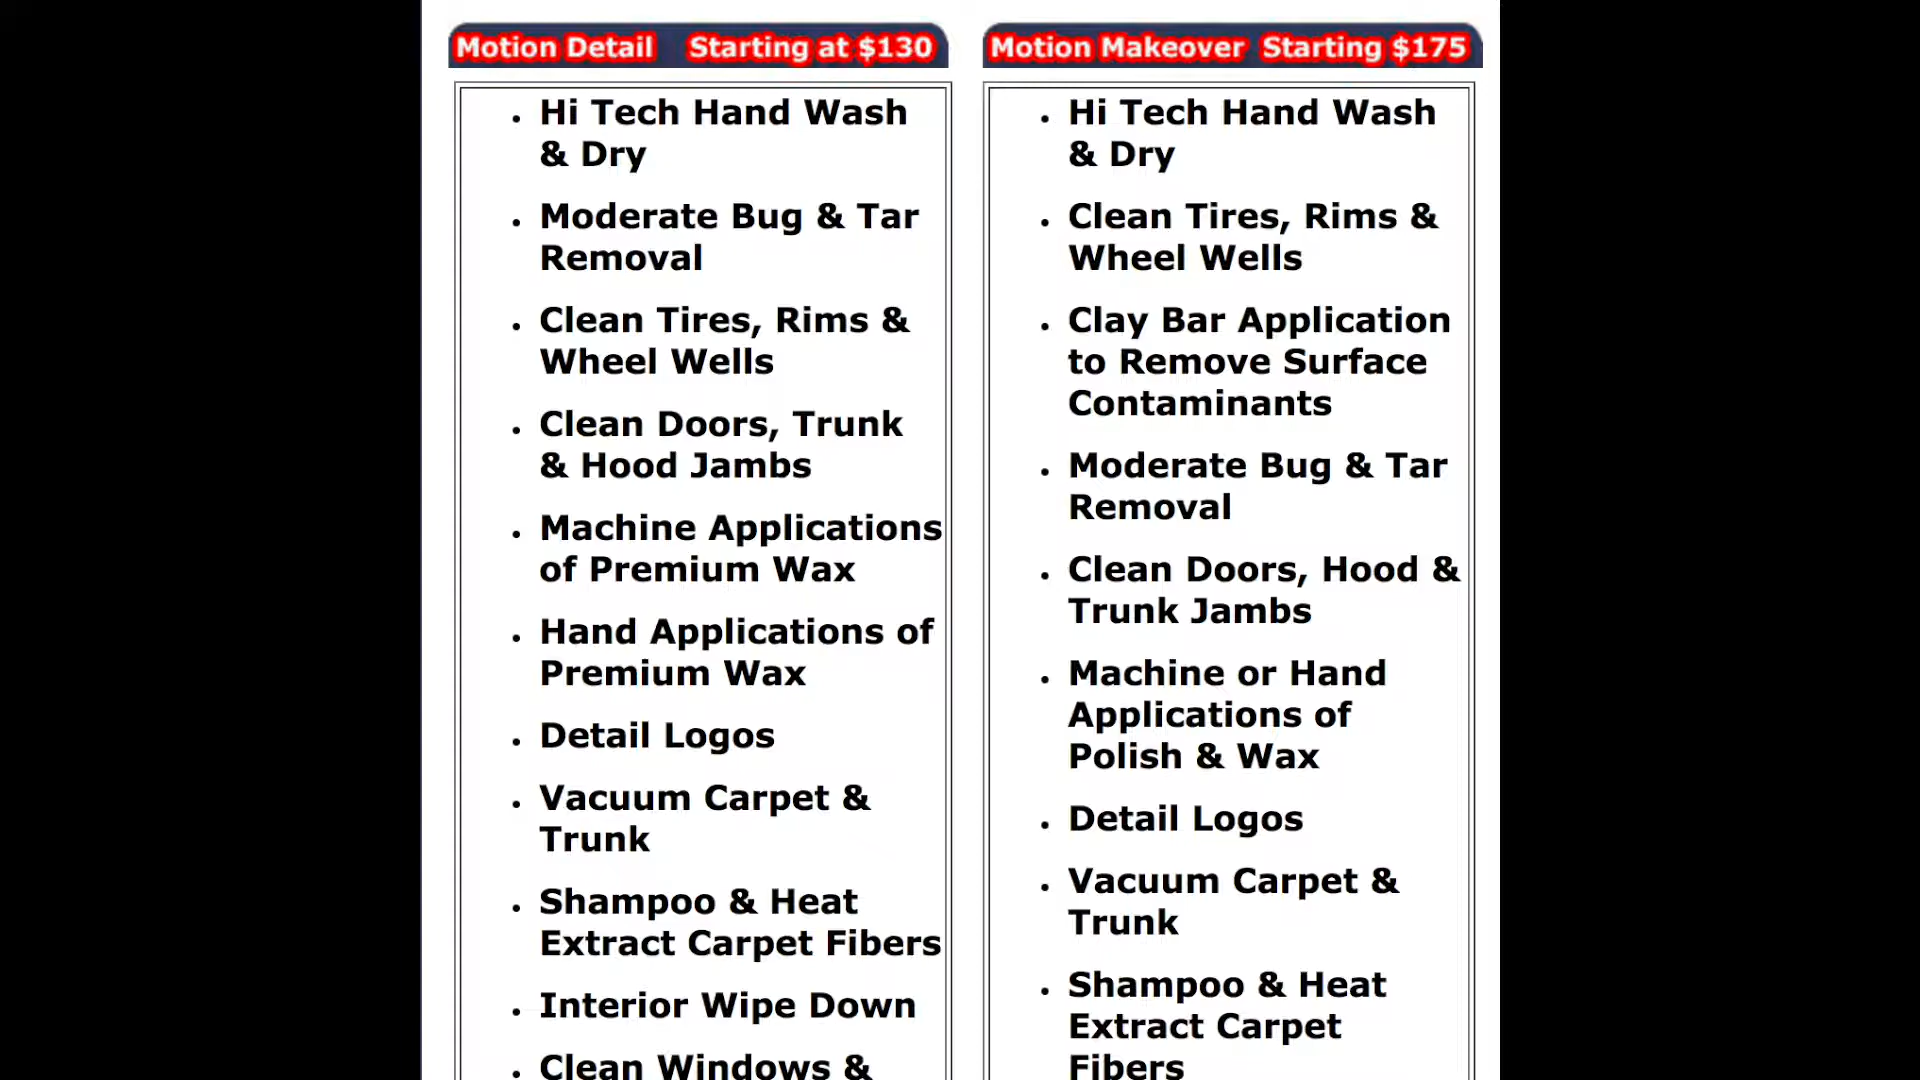 Motion Detail Starting at $130
Hi Tech Hand Wash
& Dry
Moderate Bug & Tar
Removal
Clean Tires, Rims &
Wheel Wells
Clean Doors, Trunk
& Hood Jambs
Machine Applications
of Premium Wax
Hand Applications of
Premium Wax
Detail Logos
Vacuum Carpet &
Trunk
Shampoo & Heat
Extract Carpet Fibers
Interior Wipe Down
Clean Windows &
Motion Makeover Starting $175
Hi Tech Hand Wash
& Dry
Clean Tires, Rims &
Wheel Wells
Clay Bar Application
to Remove Surface
Contaminants
Moderate Bug & Tar
Removal
Clean Doors, Hood &
Trunk Jambs
Machine or Hand
Applications of
Polish & Wax
Detail Logos
Vacuum Carpet &
Trunk
Shampoo & Heat
Extract Carpet
Fibers